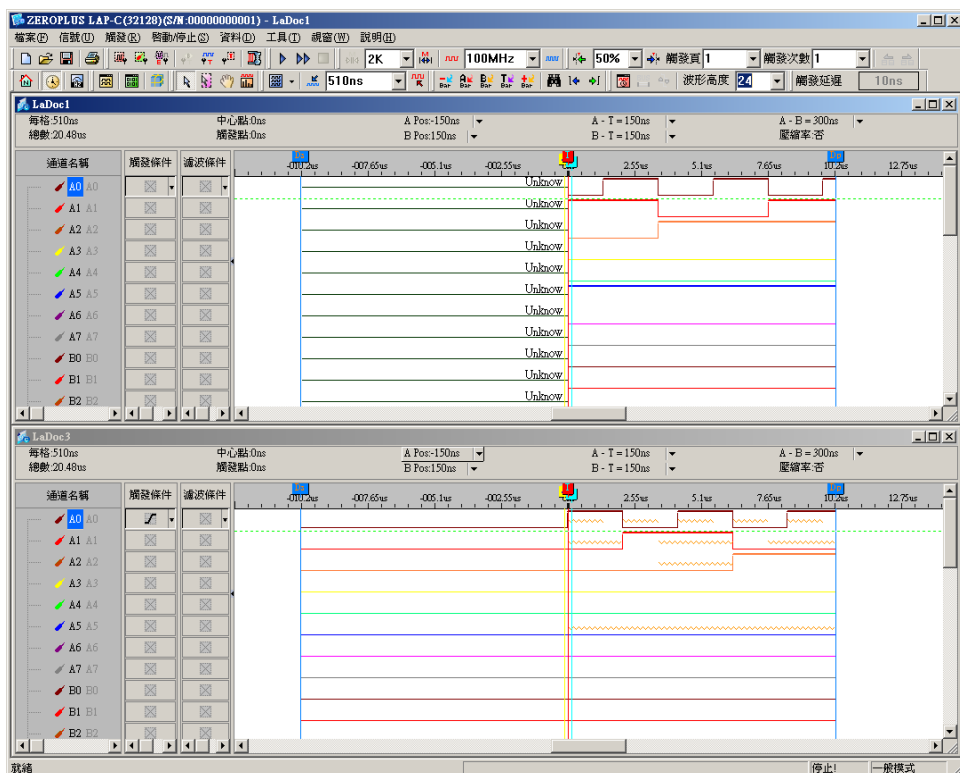 ZEROPLUS LAP-C(32128)(S/N:00000000001) - LaDoc1
檔案(F) 信號(U) 觸發(R) 啟動/停止(S) 資料(D) 工具(T) 視窗(W) 說明(H)
2K 100MHz 50% 觸發頁 1 觸發次數 1
510ns Bar Bar Bar Bar Bar 波形高度 24 觸發延遲 10ns
LaDoc1
每格:510ns 中心點:0ns A Pos:-150ns A - T = 150ns A - B = 300ns
總數:20.48us 觸發點:0ns B Pos:150ns B - T = 150ns 壓縮率:否
通道名稱 觸發條件 濾波條件 -010.2us -007.65us -005.1us -002.55us 2.55us 5.1us 7.65us 10.2us 12.75us
A0 A0 Unknow
A1 A1 Unknow
A2 A2 Unknow
A3 A3 Unknow
A4 A4 Unknow
A5 A5 Unknow
A6 A6 Unknow
A7 A7 Unknow
B0 B0 Unknow
B1 B1 Unknow
B2 B2 Unknow
LaDoc3
每格:510ns 中心點:0ns A Pos:-150ns A - T = 150ns A - B = 300ns
總數:20.48us 觸發點:0ns B Pos:150ns B - T = 150ns 壓縮率:否
通道名稱 觸發條件 濾波條件 -010.2us -007.65us -005.1us -002.55us 2.55us 5.1us 7.65us 10.2us 12.75us
A0 A0
A1 A1
A2 A2
A3 A3
A4 A4
A5 A5
A6 A6
A7 A7
B0 B0
B1 B1
B2 B2
就緒 停止! 一般模式